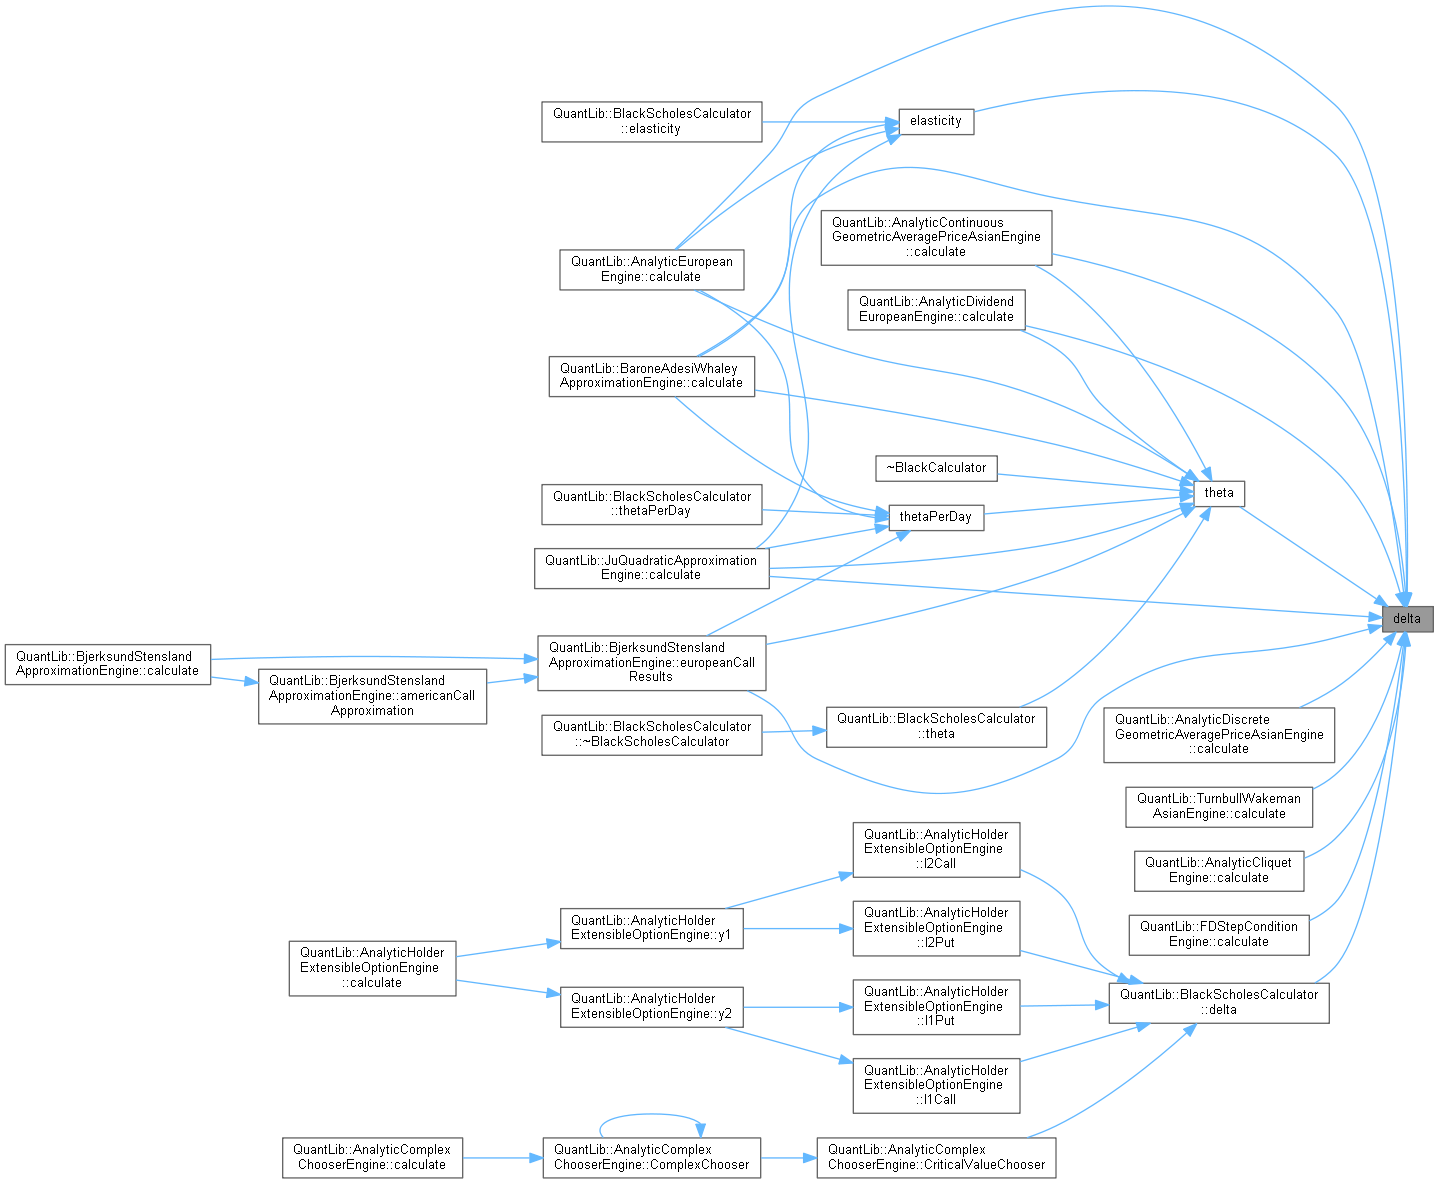 QuantLib::BlackScholesCalculator
::elasticity
elasticity
QuantLib::AnalyticContinuous
GeometricAveragePriceAsianEngine
::calculate
QuantLib::AnalyticEuropean
Engine::calculate
QuantLib::AnalyticDividend
EuropeanEngine::calculate
QuantLib::BaroneAdesiWhaley
ApproximationEngine::calculate
~BlackCalculator
theta
QuantLib::BlackScholesCalculator
::thetaPerDay
thetaPerDay
QuantLib::JuQuadraticApproximation
Engine::calculate
delta
QuantLib::BjerksundStensland
ApproximationEngine::calculate
QuantLib::BjerksundStensland
ApproximationEngine::europeanCall
Results
QuantLib::BjerksundStensland
ApproximationEngine::americanCall
Approximation
QuantLib::BlackScholesCalculator
::~BlackScholesCalculator
QuantLib::BlackScholesCalculator
::theta
QuantLib::AnalyticDiscrete
GeometricAveragePriceAsianEngine
::calculate
QuantLib::TurnbullWakeman
AsianEngine::calculate
QuantLib::AnalyticHolder
ExtensibleOptionEngine
::I2Call
QuantLib::AnalyticCliquet
Engine::calculate
QuantLib::AnalyticHolder
ExtensibleOptionEngine::y1
QuantLib::AnalyticHolder
ExtensibleOptionEngine
::I2Put
QuantLib::FDStepCondition
Engine::calculate
QuantLib::AnalyticHolder
ExtensibleOptionEngine
::calculate
QuantLib::AnalyticHolder
ExtensibleOptionEngine::y2
QuantLib::AnalyticHolder
ExtensibleOptionEngine
::I1Put
QuantLib::BlackScholesCalculator
::delta
QuantLib::AnalyticHolder
ExtensibleOptionEngine
::I1Call
QuantLib::AnalyticComplex
ChooserEngine::calculate
QuantLib::AnalyticComplex
ChooserEngine::ComplexChooser
QuantLib::AnalyticComplex
ChooserEngine::CriticalValueChooser